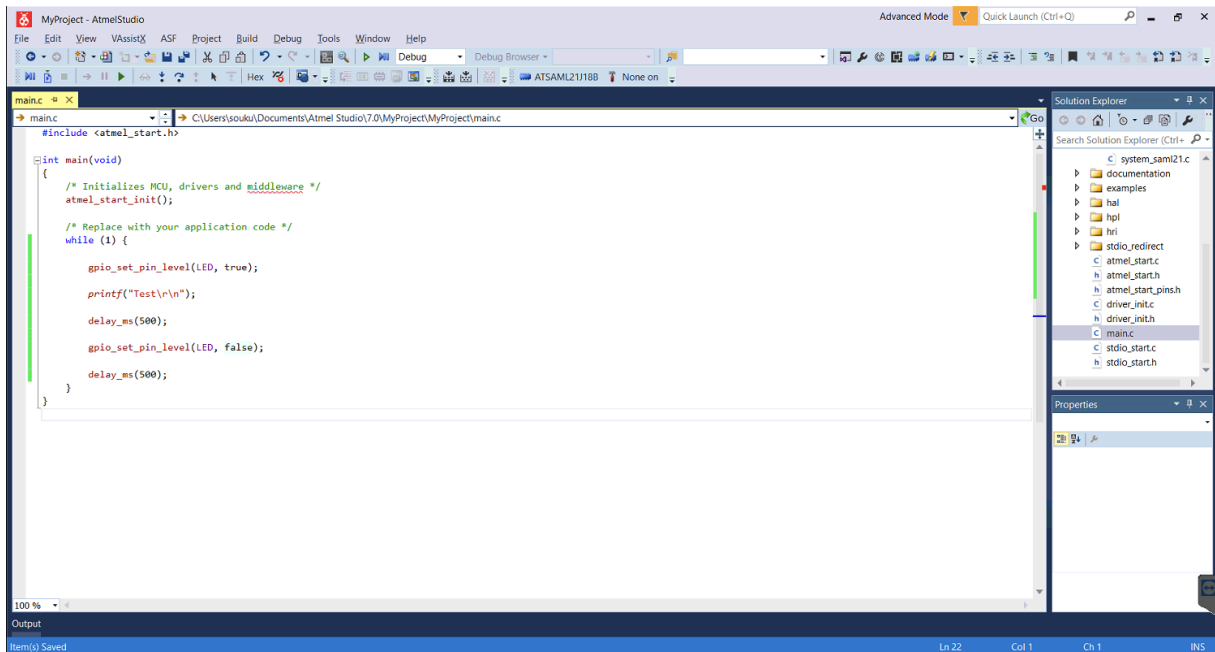 MyProject - AtmelStudio
Advanced Mode
Quick Launch (Ctrl+Q)
File Edit View VAssistX ASF Project Build Debug Tools Window Help
Debug
Debug Browser
Hex
ATSAML21J18B
None on
main.c
main.c
C:\Users\souku\Documents\Atmel Studio\7.0\MyProject\MyProject\main.c
Go
#include <atmel_start.h>
int main(void)
{
/* Initializes MCU, drivers and middleware */
atmel_start_init();
/* Replace with your application code */
while (1) {
gpio_set_pin_level(LED, true);
printf("Test\r\n");
delay_ms(500);
gpio_set_pin_level(LED, false);
delay_ms(500);
}
}
100 %
Solution Explorer
Search Solution Explorer (Ctrl+
system_saml21.c
documentation
examples
hal
hpl
hri
stdio_redirect
atmel_start.c
atmel_start.h
atmel_start_pins.h
driver_init.c
driver_init.h
main.c
stdio_start.c
stdio_start.h
Properties
Output
Item(s) Saved
Ln 22
Col 1
Ch 1
INS